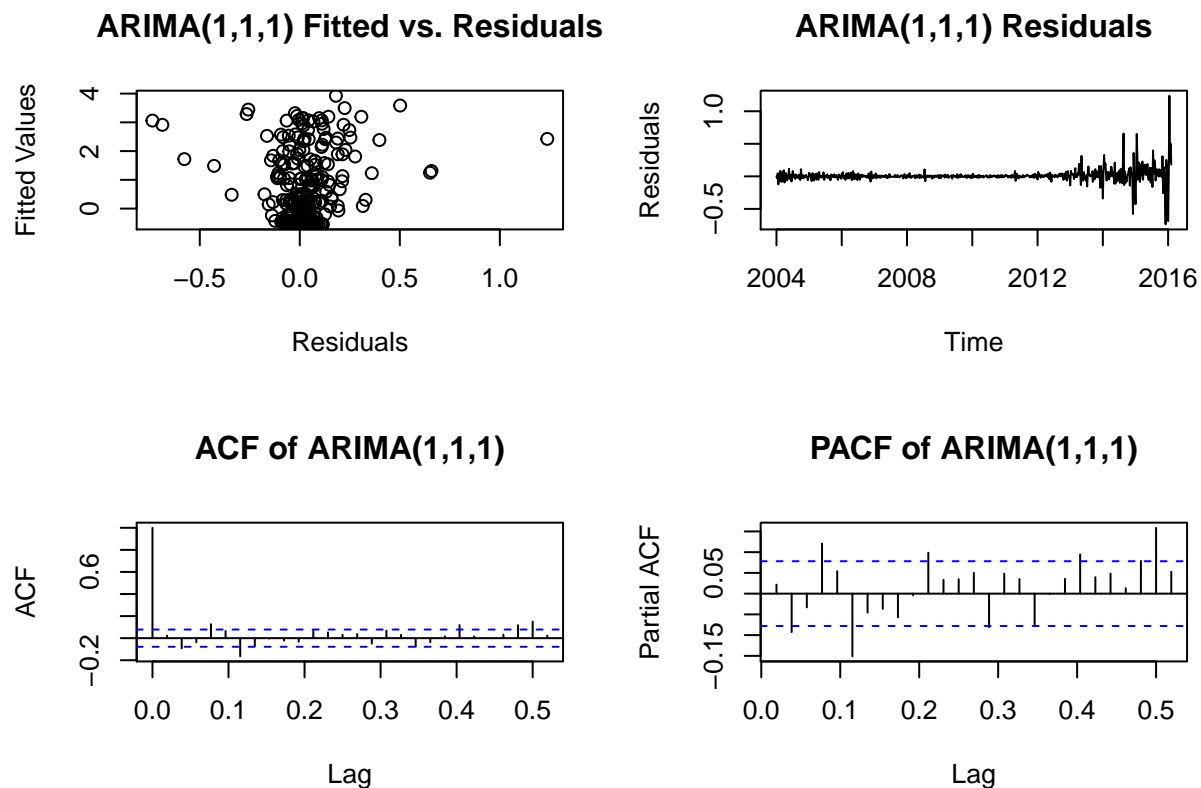 ARIMA(1,1,1) Fitted vs. Residuals
Fitted Values
4
2
0
−0.5 0.0 0.5 1.0
Residuals
ARIMA(1,1,1) Residuals
Residuals
1.0
−0.5
2004 2008 2012 2016
Time
ACF of ARIMA(1,1,1)
ACF
0.6
−0.2
0.0 0.1 0.2 0.3 0.4 0.5
Lag
PACF of ARIMA(1,1,1)
Partial ACF
0.05
−0.15
0.0 0.1 0.2 0.3 0.4 0.5
Lag